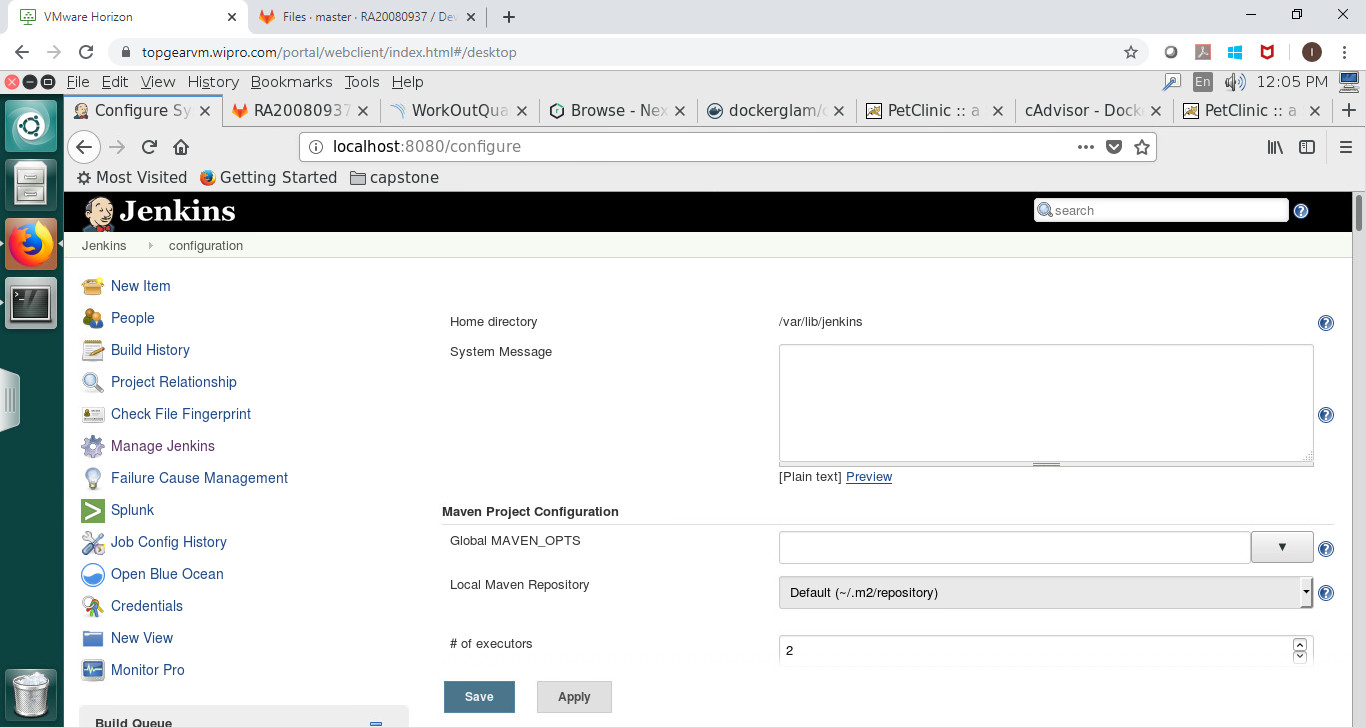 VMware Horizon
Files · master · RA20080937 / De
topgearvm.wipro.com/portal/webclient/index.html#/desktop
I
File Edit View History Bookmarks Tools Help
En
12:05 PM
Configure Sy
RA20080937
WorkOutQua
Browse - Nex
dockerglam/c
PetClinic :: a
cAdvisor - Docke
PetClinic :: a
localhost:8080/configure
Most Visited Getting Started capstone
Jenkins
search
Jenkins configuration
New Item
People
Build History
Project Relationship
Check File Fingerprint
Manage Jenkins
Failure Cause Management
Splunk
Job Config History
Open Blue Ocean
Credentials
New View
Monitor Pro
Build Queue
Home directory /var/lib/jenkins
System Message
[Plain text] Preview
Maven Project Configuration
Global MAVEN_OPTS
Local Maven Repository Default (~/.m2/repository)
# of executors 2
Save Apply